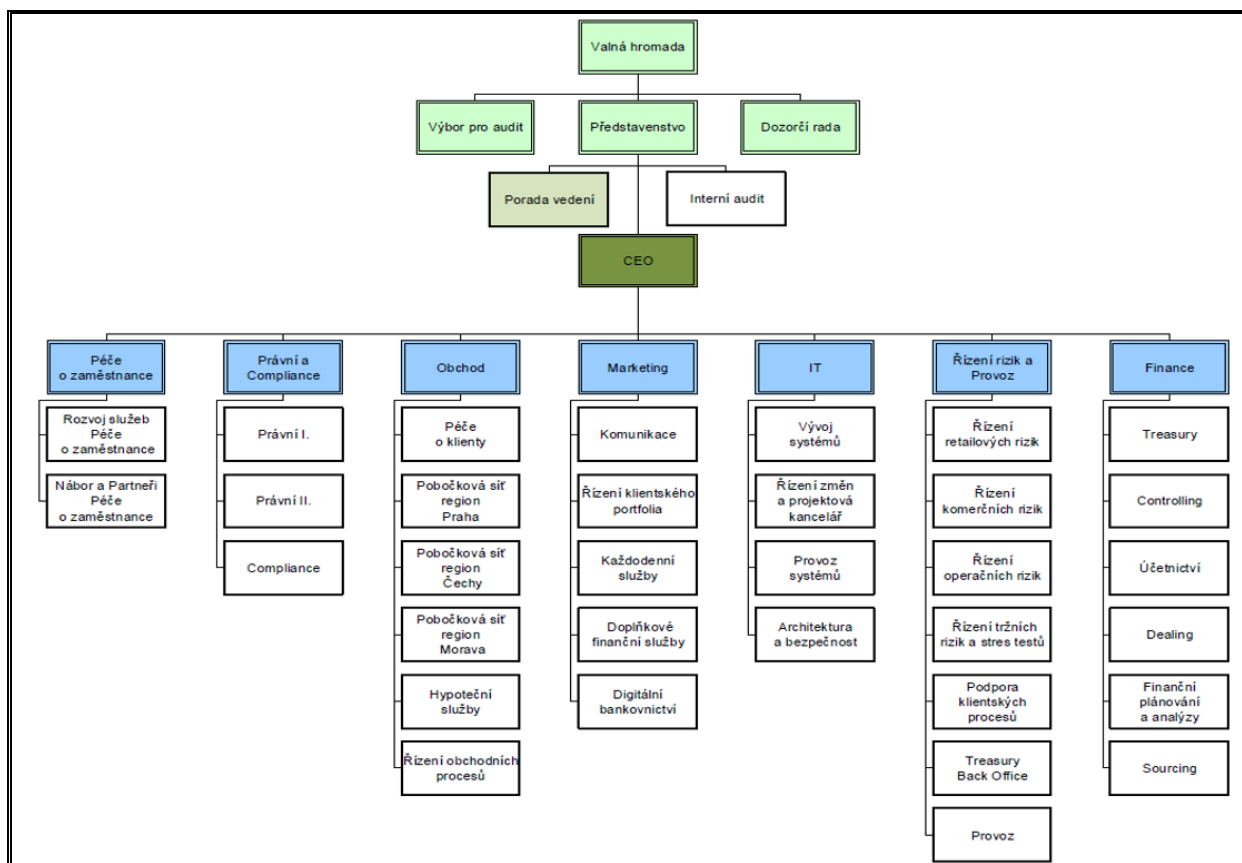 Valná hromada
Výbor pro audit
Představenstvo
Dozorčí rada
Porada vedení
Interní audit
CEO
Péče
o zaměstnance
Právní a
Compliance
Obchod
Marketing
IT
Řízení rizik a
Provoz
Finance
Rozvoj služeb
Péče
o zaměstnance
Nábor a Partneři
Péče
o zaměstnance
Právní I.
Právní II.
Compliance
Péče
o klienty
Pobočková síť
region
Praha
Pobočková síť
region
Čechy
Pobočková síť
region
Morava
Hypoteční
služby
Řízení obchodních
procesů
Komunikace
Řízení klientského
portfolia
Každodenní
služby
Doplňkové
finanční služby
Digitální
bankovnictví
Vývoj
systémů
Řízení změn
a projektová
kancelář
Provoz
systémů
Architektura
a bezpečnost
Řízení
retailových rizik
Řízení
komerčních rizik
Řízení
operačních rizik
Řízení tržních
rizik a stres testů
Podpora
klientských
procesů
Treasury
Back Office
Provoz
Treasury
Controlling
Účetnictví
Dealing
Finanční
plánování
a analýzy
Sourcing